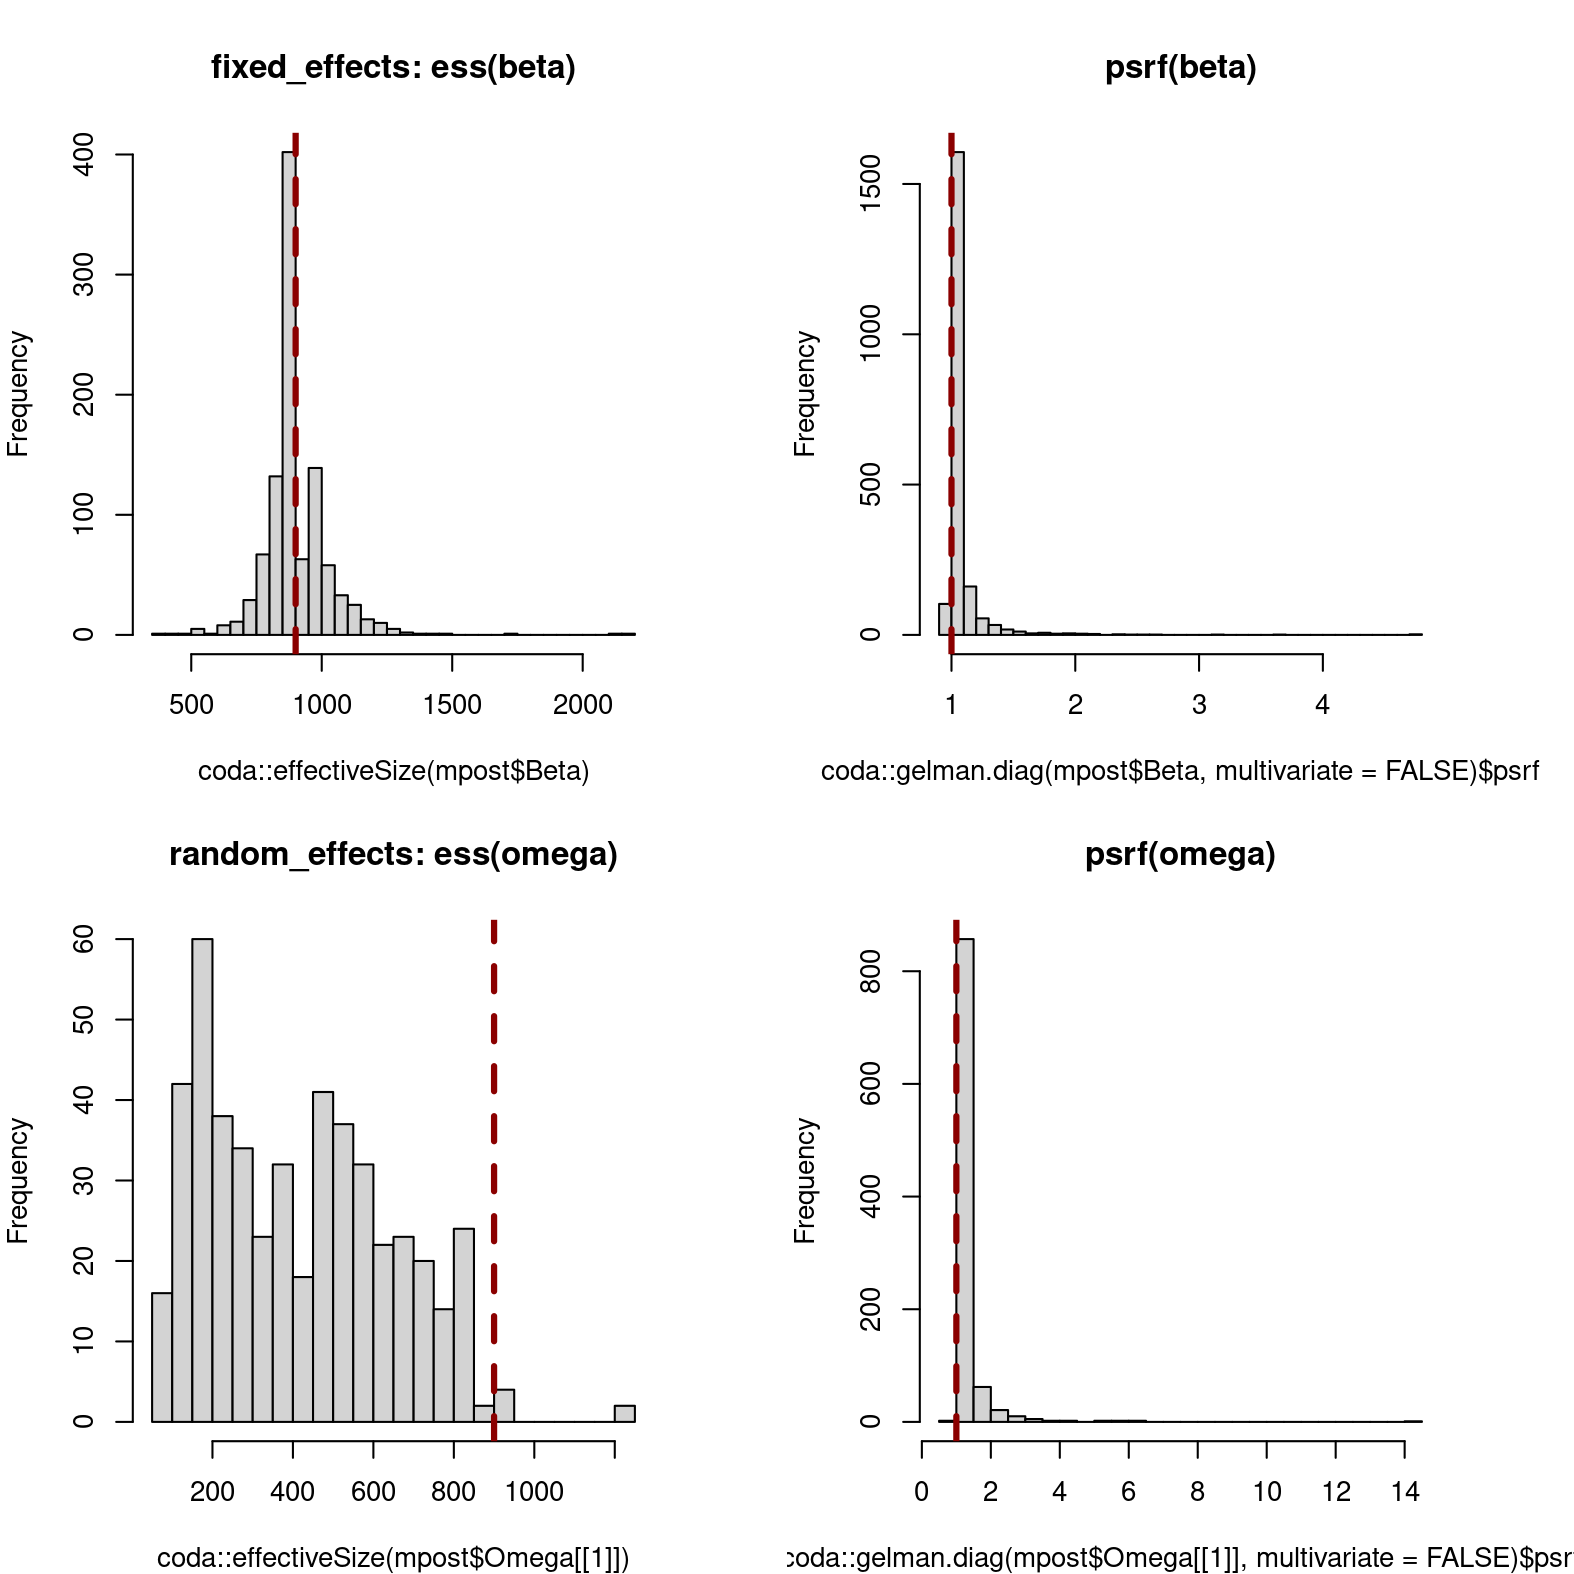 fixed_effects: ess(beta)
Frequency
0 100 200 300 400
500 1000 1500 2000
coda::effectiveSize(mpost$Beta)
psrf(beta)
Frequency
0 500 1000 1500
1 2 3 4
coda::gelman.diag(mpost$Beta, multivariate = FALSE)$psrf
random_effects: ess(omega)
Frequency
0 10 20 30 40 50 60
200 400 600 800 1000
coda::effectiveSize(mpost$Omega[[1]])
psrf(omega)
Frequency
0 200 400 600 800
0 2 4 6 8 10 12 14
coda::gelman.diag(mpost$Omega[[1]], multivariate = FALSE)$psr